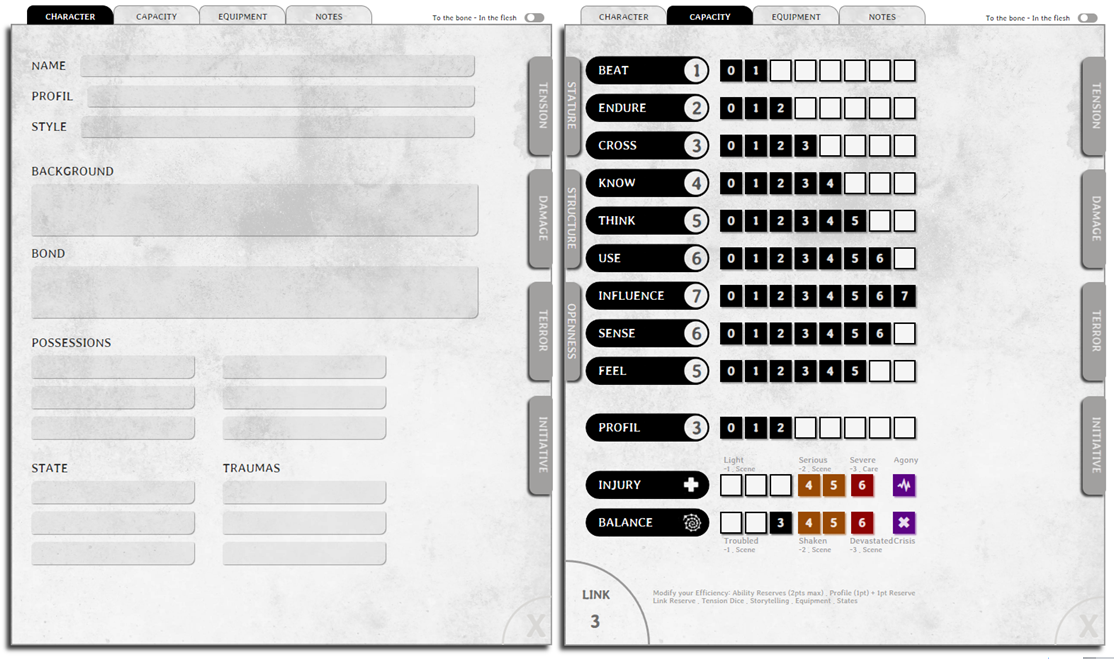 CHARACTER
CAPACITY
EQUIPMENT
NOTES
To the bone - In the flesh
NAME
PROFIL
STYLE
BACKGROUND
BOND
POSSESSIONS
STATE
TRAUMAS
TENSION
DAMAGE
TERROR
INITIATIVE
X
CHARACTER
CAPACITY
EQUIPMENT
NOTES
To the bone - In the flesh
STATURE
STRUCTURE
OPENNESS
BEAT 1 0 1
ENDURE 2 0 1 2
CROSS 3 0 1 2 3
KNOW 4 0 1 2 3 4
THINK 5 0 1 2 3 4 5
USE 6 0 1 2 3 4 5 6
INFLUENCE 7 0 1 2 3 4 5 6 7
SENSE 6 0 1 2 3 4 5 6
FEEL 5 0 1 2 3 4 5
PROFIL 3 0 1 2
Light Serious Severe Agony
-1 , Scene -2 , Scene -3 , Care
INJURY 4 5 6
BALANCE 3 4 5 6
Troubled Shaken Devastated Crisis
-1 , Scene -2 , Scene -3 , Scene
LINK
3
Modify your Efficiency: Ability Reserves (2pts max) , Profile (1pt) + 1pt Reserve
Link Reserve , Tension Dice , Storytelling , Equipment , States
TENSION
DAMAGE
TERROR
INITIATIVE
X